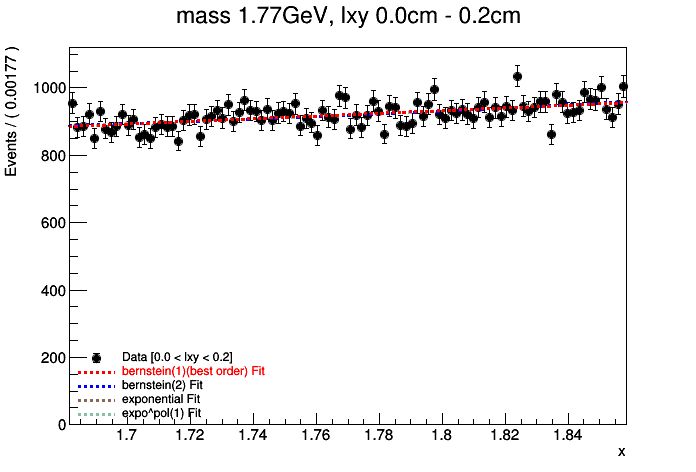 mass 1.77GeV, lxy 0.0cm - 0.2cm
Events / ( 0.00177 )
1000
800
600
400
200
0
Data [0.0 < lxy < 0.2]
bernstein(1)(best order) Fit
bernstein(2) Fit
exponential Fit
expo^pol(1) Fit
1.7 1.72 1.74 1.76 1.78 1.8 1.82 1.84
x